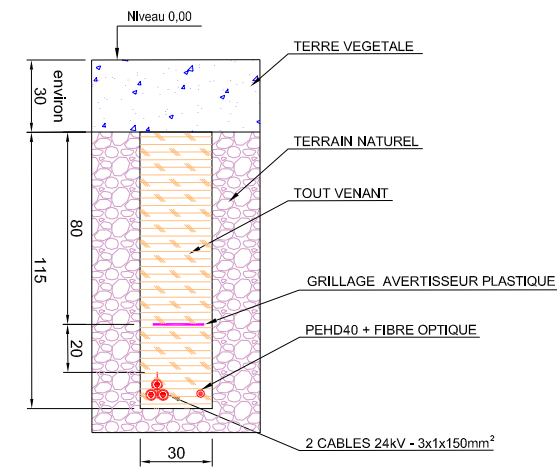 Niveau 0,00
TERRE VEGETALE
environ
30
TERRAIN NATUREL
TOUT VENANT
80
115
GRILLAGE AVERTISSEUR PLASTIQUE
PEHD40 + FIBRE OPTIQUE
20
2 CABLES 24kV - 3x1x150mm²
30